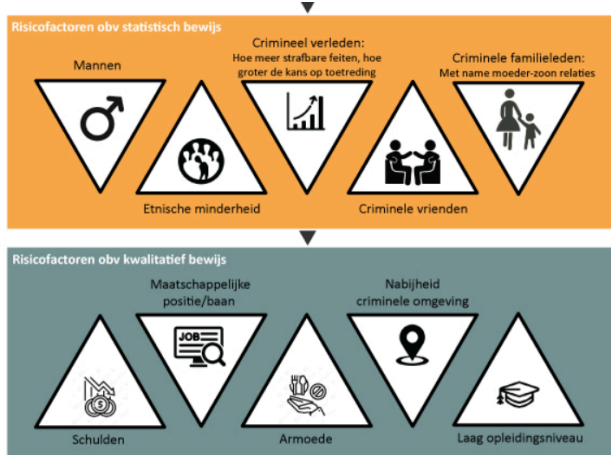 Risicofactoren obv statistisch bewijs
Mannen
Crimineel verleden:
Hoe meer strafbare feiten, hoe
groter de kans op toetreding
Criminele familieleden:
Met name moeder-zoon relaties
Etnische minderheid
Criminele vrienden
Risicofactoren obv kwalitatief bewijs
Maatschappelijke
positie/baan
JOB
Nabijheid
criminele omgeving
$
Schulden
Armoede
Laag opleidingsniveau